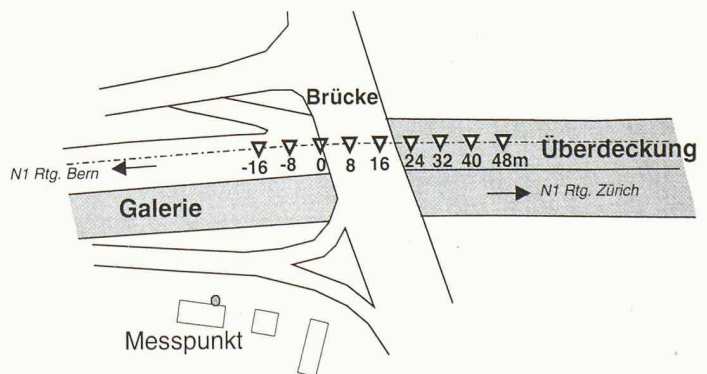 Brücke
-16 -8 0 8 16 24 32 40 48m
Überdeckung
N1 Rtg. Bern
N1 Rtg. Zürich
Galerie
Messpunkt